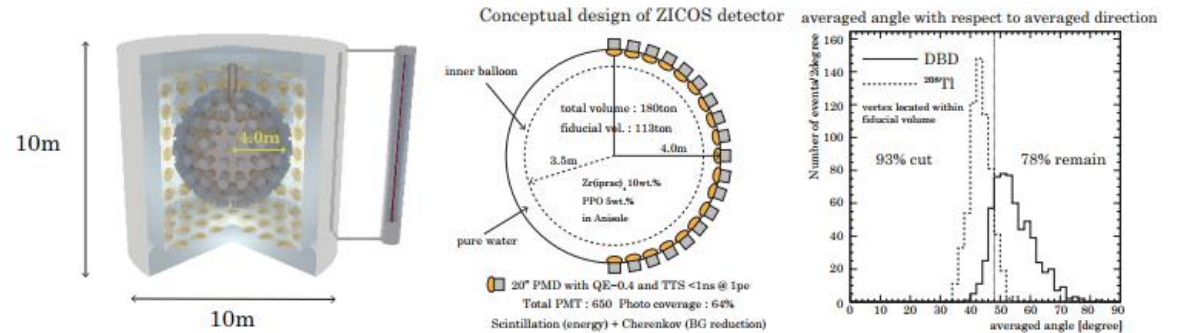 10m
4.0m
10m
Conceptual design of ZICOS detector
inner balloon
total volume : 180ton
fiducial vol. : 113ton
4.0m
3.5m
Zr(iprac)4 10wt.%
PPO 5wt.%
in Anisole
pure water
20" PMD with QE~0.4 and TTS <1ns @ 1pe
Total PMT : 650 Photo coverage : 64%
Scintillation (energy) + Cherenkov (BG reduction)
averaged angle with respect to averaged direction
Number of events/2degree
160
140
120
100
80
60
40
20
0
DBD
²⁰⁸Tl
vertex located within
fiducial volume
93% cut
78% remain
0 10 20 30 40 50 60 70 80 90
averaged angle [degree]